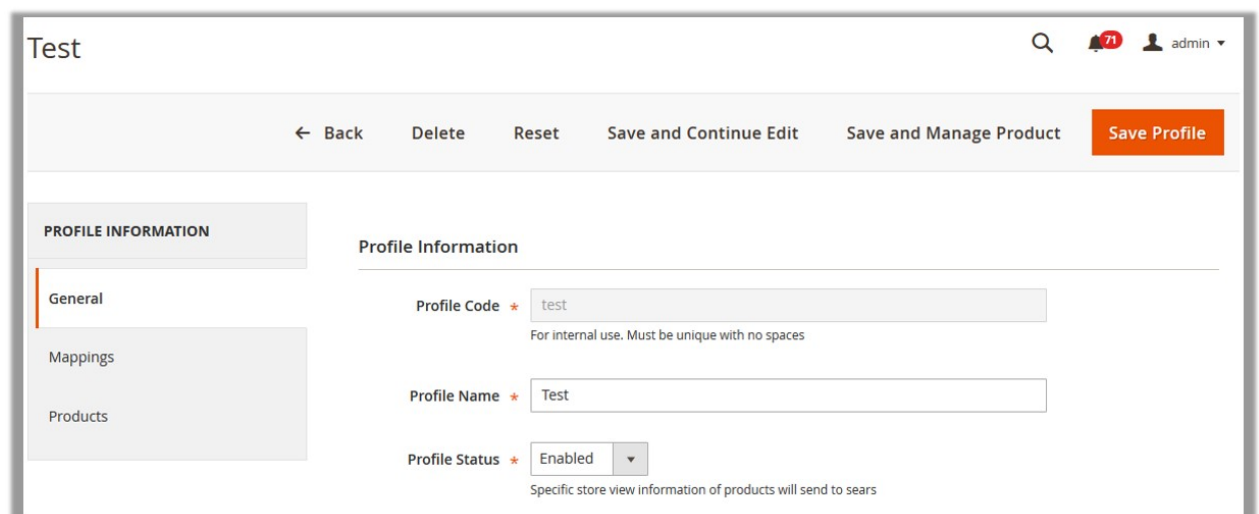 Test
71
admin
← Back Delete Reset Save and Continue Edit Save and Manage Product Save Profile
PROFILE INFORMATION
General
Mappings
Products
Profile Information
Profile Code * test
For internal use. Must be unique with no spaces
Profile Name * Test
Profile Status * Enabled
Specific store view information of products will send to sears